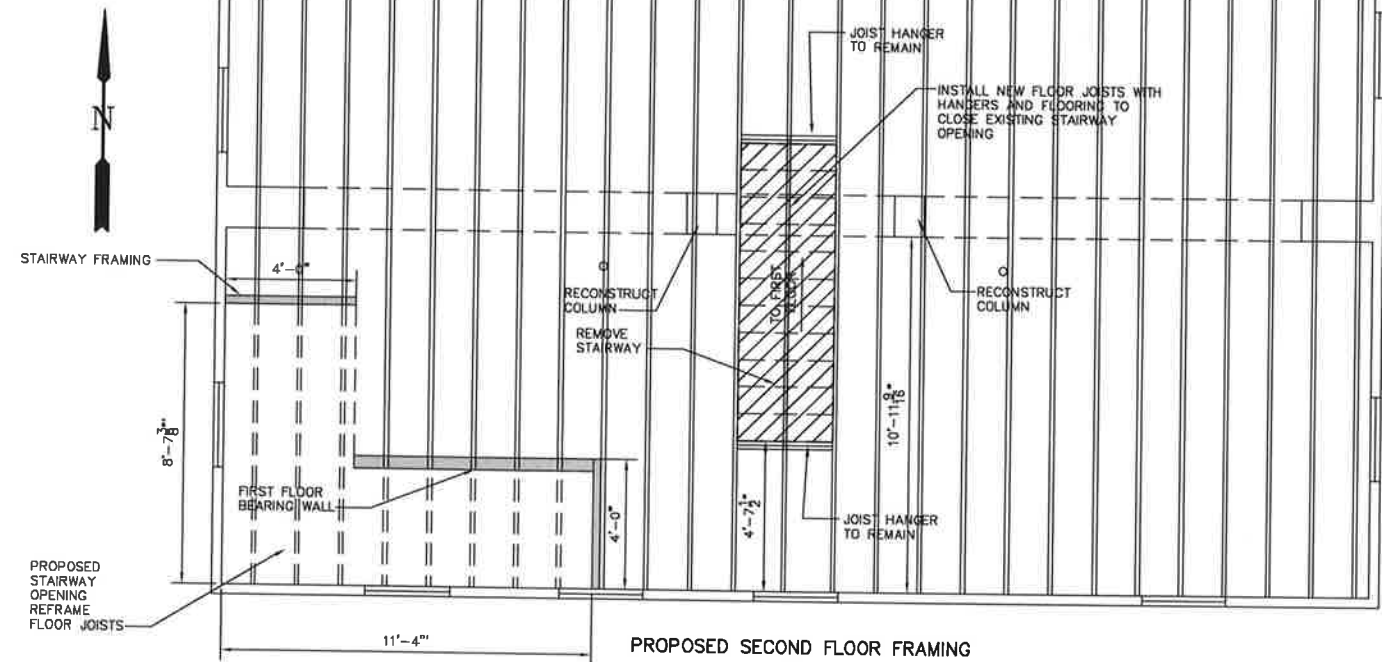 JOIST HANGER
TO REMAIN
INSTALL NEW FLOOR JOISTS WITH
HANGERS AND FLOORING TO
CLOSE EXISTING STAIRWAY
OPENING
N
STAIRWAY FRAMING
4'-0"
RECONSTRUCT
COLUMN
REMOVE
STAIRWAY
TO FIRST
FLOOR
RECONSTRUCT
COLUMN
8'-7 3/8"
10'-11 9/16"
FIRST FLOOR
BEARING WALL
4'-0"
4'-7 1/2"
JOIST HANGER
TO REMAIN
PROPOSED
STAIRWAY
OPENING
REFRAME
FLOOR JOISTS
11'-4"
PROPOSED SECOND FLOOR FRAMING